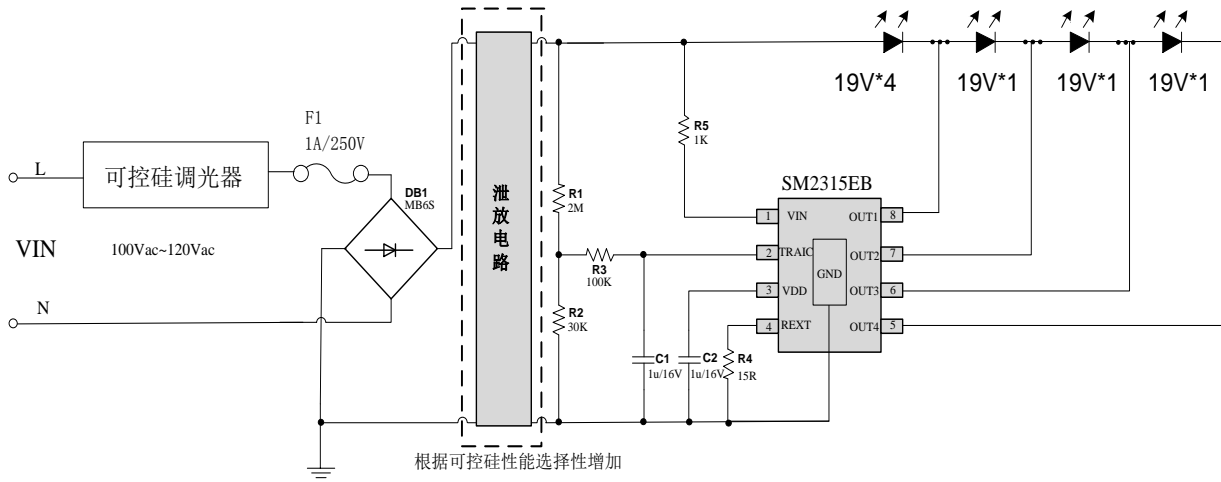 19V*4
19V*1
19V*1
19V*1
F1
1A/250V
L
可控硅调光器
R5
1K
SM2315EB
DB1
MB6S
泄放电路
R1
2M
1
VIN
OUT1
8
VIN
100Vac~120Vac
R3
100K
2
TRAIC
GND
OUT2
7
3
VDD
OUT3
6
N
R2
30K
4
REXT
OUT4
5
C1
1u/16V
C2
1u/16V
R4
15R
根据可控硅性能选择性增加